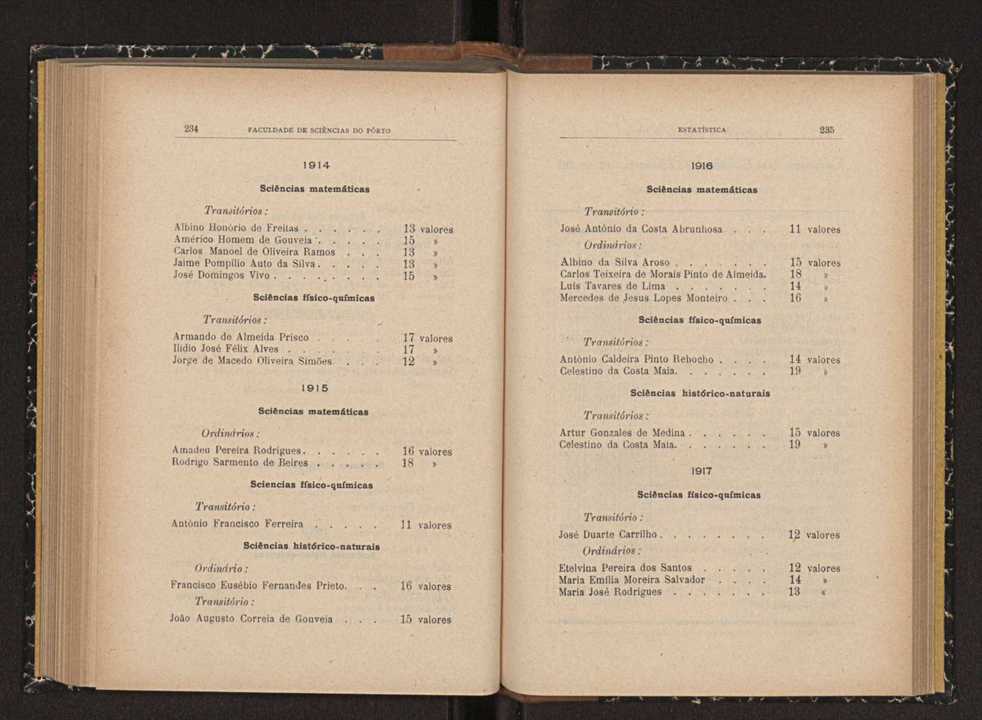 234 FACULDADE DE SCIÊNCIAS DO PÔRTO
1914
Sciências matemáticas
Transitórios:
Albino Honório de Freitas . . . . . . 13 valores
Américo Homem de Gouveia . . . . . 15 »
Carlos Manoel de Oliveira Ramos . . . 13 »
Jaime Pompílio Auto da Silva . . . . . 13 »
José Domingos Vivo . . . . . . . . 15 »
Sciências físico-químicas
Transitórios:
Armando de Almeida Prisco . . . . 17 valores
Ilídio José Félix Alves . . . . . 17 »
Jorge de Macedo Oliveira Simões. . . . 12 »
1915
Sciências matemáticas
Ordinários:
Amadeu Pereira Rodrigues. . . . . . 16 valores
Rodrigo Sarmento de Beires . . . . . 18 »
Sciencias físico-químicas
Transitório:
António Francisco Ferreira . . . . . 11 valores
Sciências histórico-naturais
Ordinário:
Francisco Eusébio Fernandes Prieto. . . 16 valores
Transitório:
João Augusto Correia de Gouveia . . . 15 valores
ESTATÍSTICA 235
1916
Sciências matemáticas
Transitório:
José António da Costa Abrunhosa . . . 11 valores
Ordinários:
Albino da Silva Aroso . . . . . . . 15 valores
Carlos Teixeira de Morais Pinto de Almeida. 18 »
Luís Tavares de Lima . . . . . . . 14 »
Mercedes de Jesus Lopes Monteiro . . . 16 »
Sciências físico-químicas
Transitórios:
António Caldeira Pinto Rebocho . . . . 14 valores
Celestino da Costa Maia. . . . . . . 19 »
Sciências histórico-naturais
Transitórios:
Artur Gonzales de Medina . . . . . . 15 valores
Celestino da Costa Maia. . . . . . . 19 »
1917
Sciências físico-químicas
Transitório:
José Duarte Carrilho . . . . . . . . 12 valores
Ordinários:
Etelvina Pereira dos Santos . . . . . 12 valores
Maria Emília Moreira Salvador . . . . 14 »
Maria José Rodrigues . . . . . . . 13 «